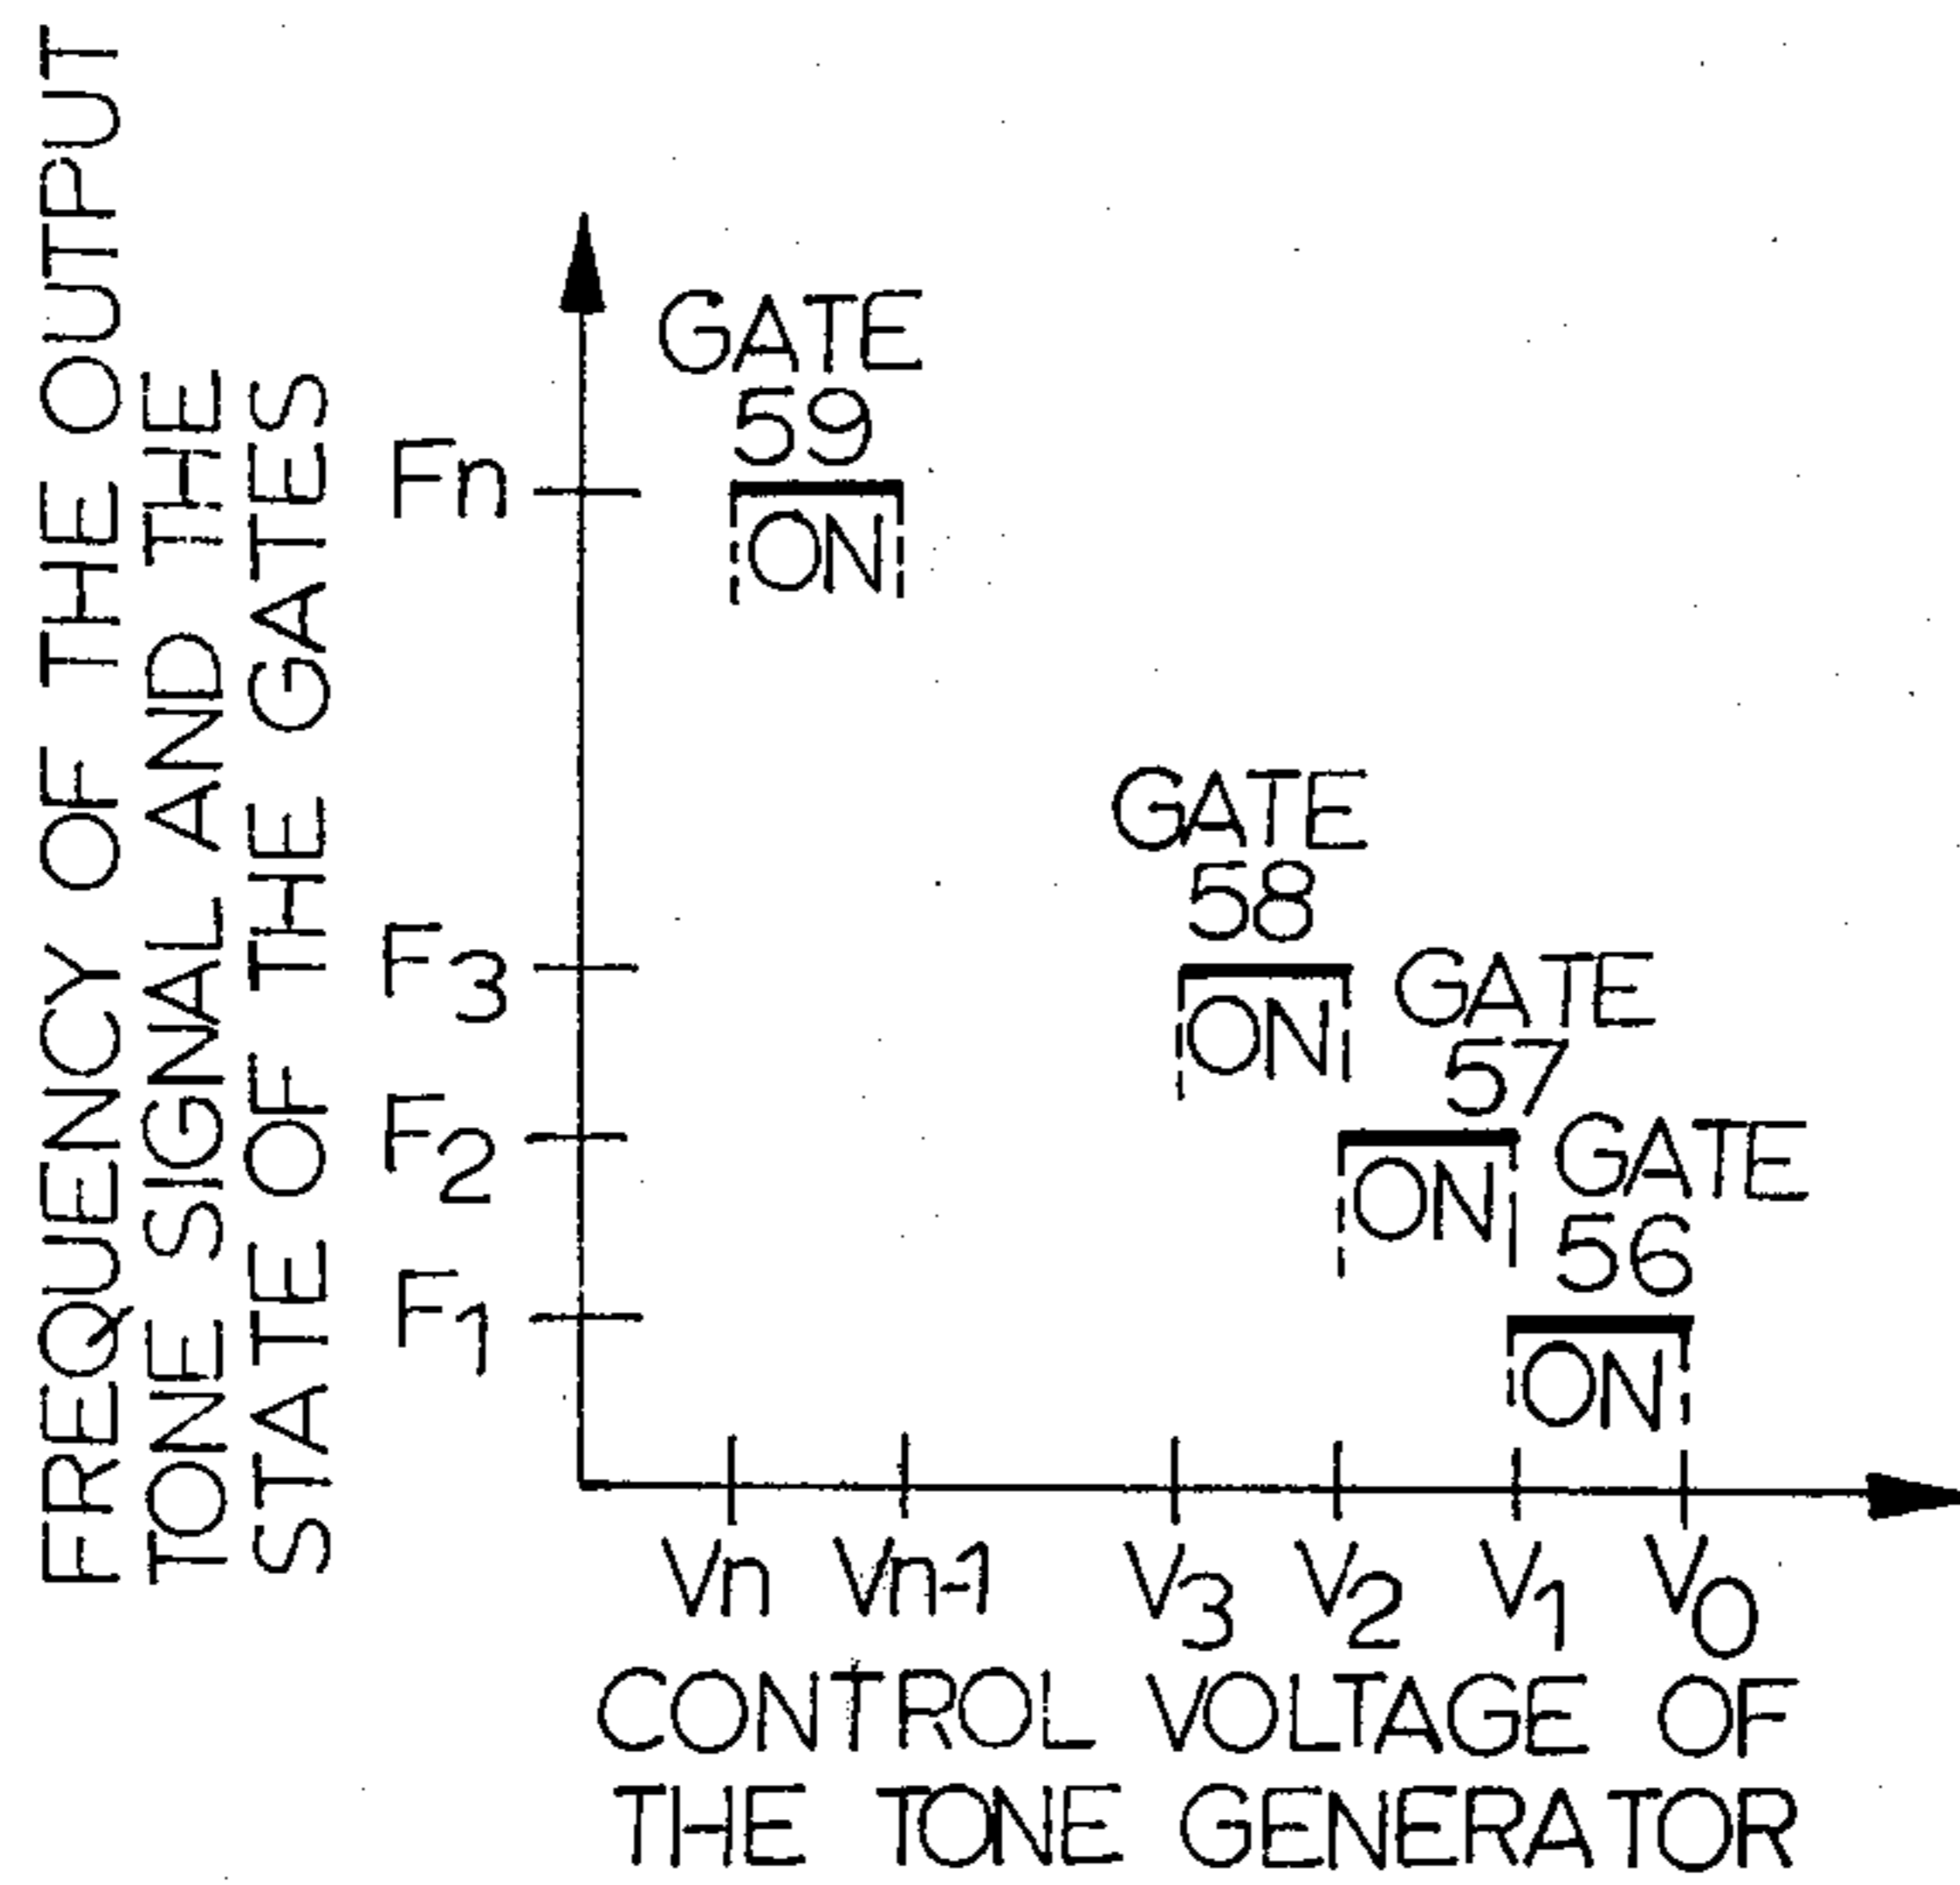 FREQUENCY OF THE OUTPUT
TONE SIGNAL AND THE
STATE OF THE GATES
GATE
59
Fn
ON
GATE
58
F3
ON
GATE
57
F2
ON
GATE
56
F1
ON
Vn Vn-1 V3 V2 V1 V0
CONTROL VOLTAGE OF
THE TONE GENERATOR